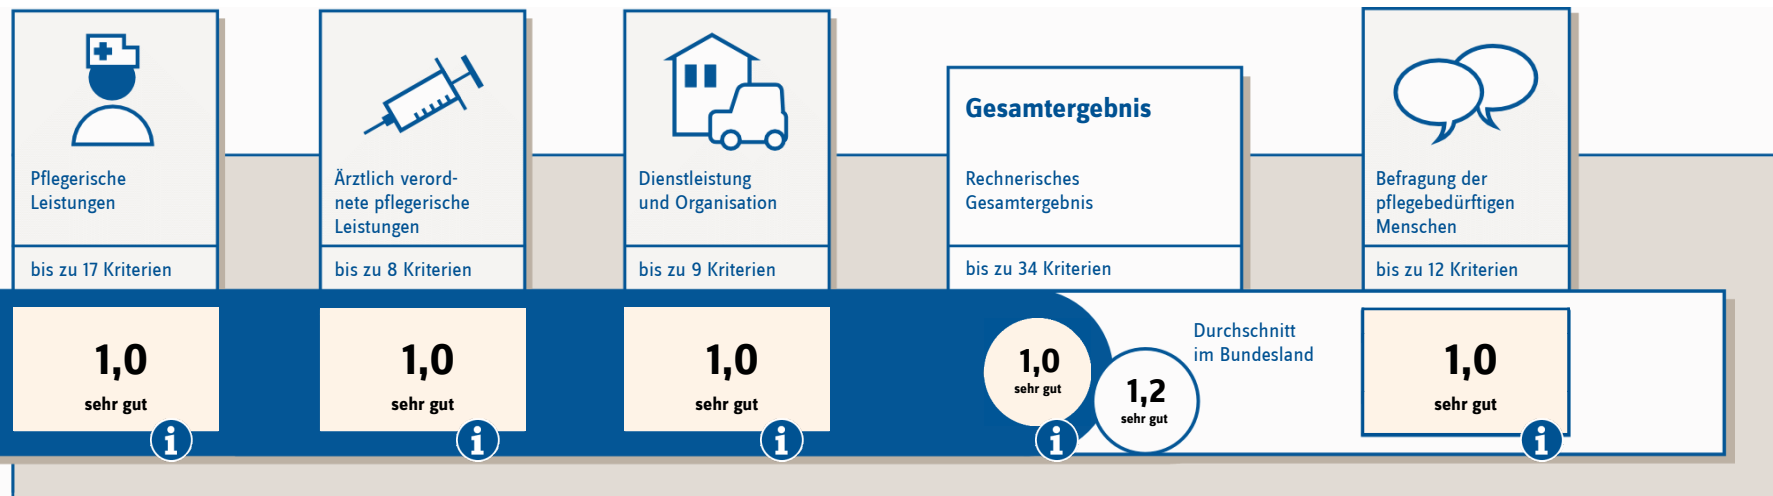 Pflegerische
Leistungen
bis zu 17 Kriterien
1,0
sehr gut
i
Ärztlich verord-
nete pflegerische
Leistungen
bis zu 8 Kriterien
1,0
sehr gut
i
Dienstleistung
und Organisation
bis zu 9 Kriterien
1,0
sehr gut
i
Gesamtergebnis
Rechnerisches
Gesamtergebnis
bis zu 34 Kriterien
1,0
sehr gut
i
1,2
sehr gut
Durchschnitt
im Bundesland
Befragung der
pflegebedürftigen
Menschen
bis zu 12 Kriterien
1,0
sehr gut
i